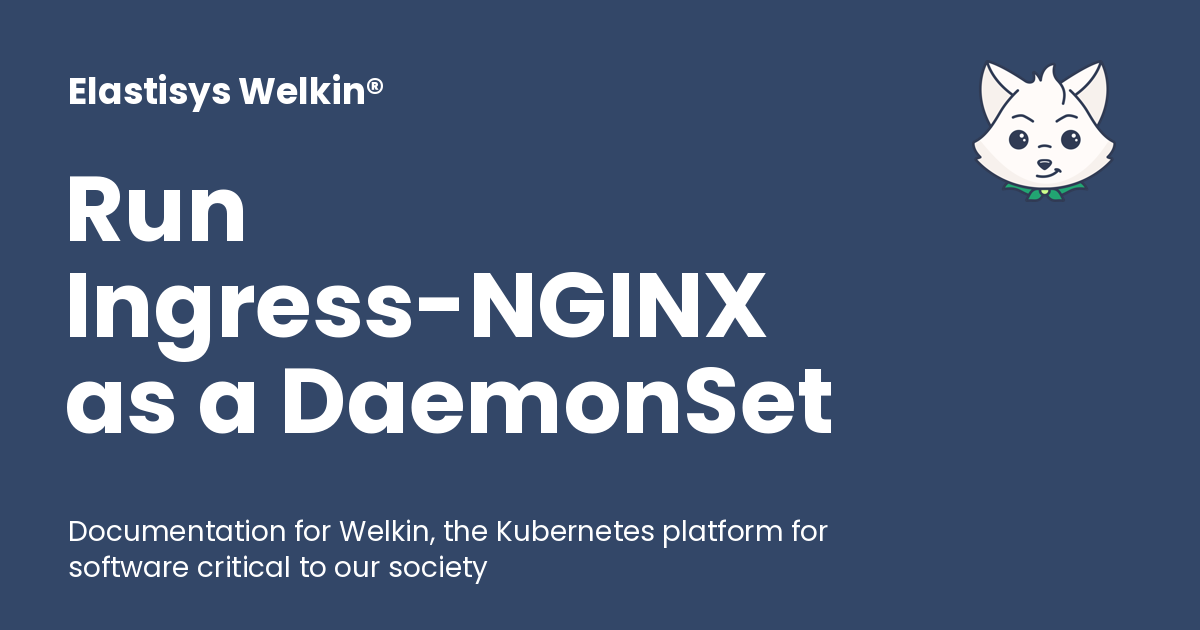 Elastisys Welkin®
Run
Ingress-NGINX
as a DaemonSet
Documentation for Welkin, the Kubernetes platform for
software critical to our society